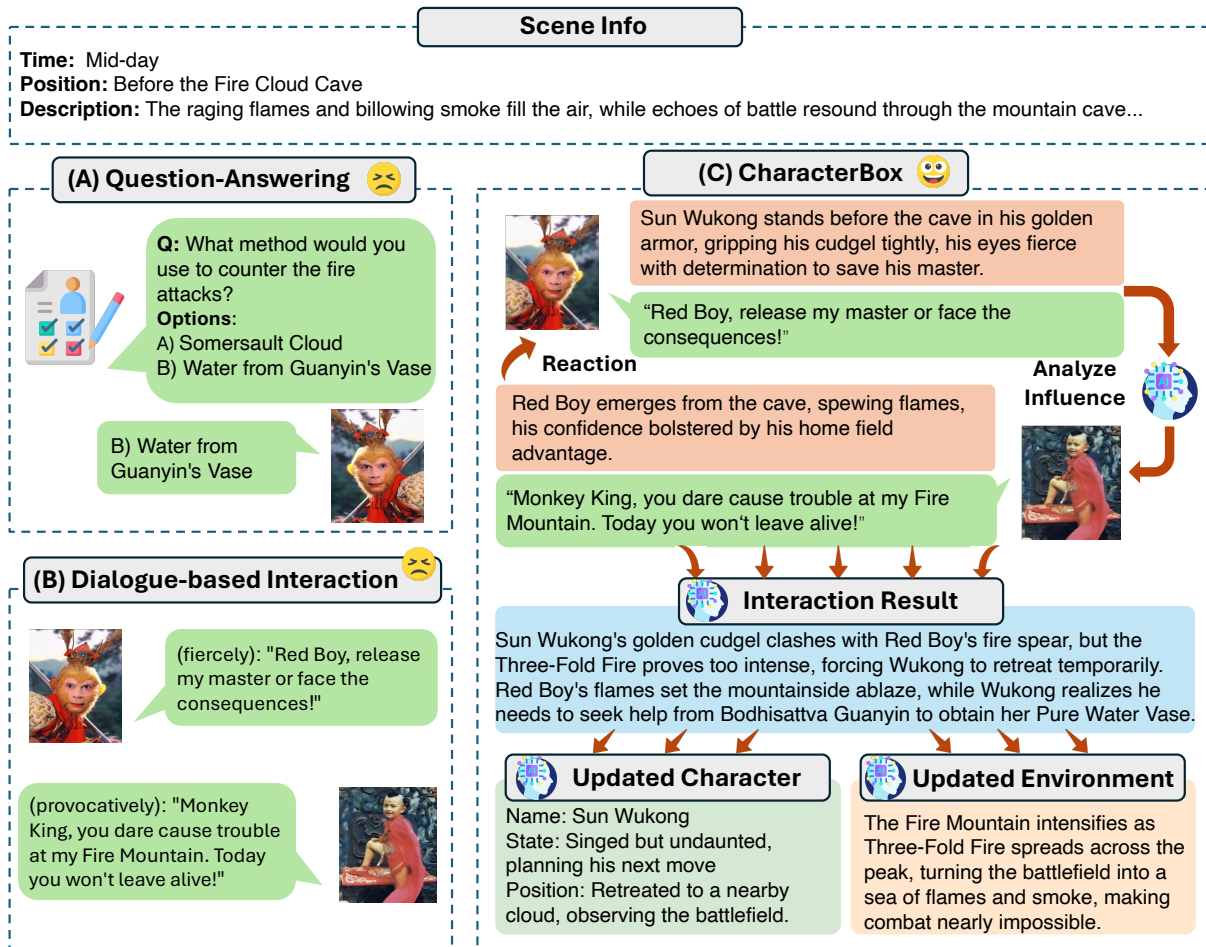 Scene Info
Time: Mid-day
Position: Before the Fire Cloud Cave
Description: The raging flames and billowing smoke fill the air, while echoes of battle resound through the mountain cave...
(A) Question-Answering
Q: What method would you
use to counter the fire
attacks?
Options:
A) Somersault Cloud
B) Water from Guanyin's Vase
B) Water from
Guanyin's Vase
(B) Dialogue-based Interaction
(fiercely): "Red Boy, release
my master or face the
consequences!"
(provocatively): "Monkey
King, you dare cause trouble
at my Fire Mountain. Today
you won't leave alive!"
(C) CharacterBox
Sun Wukong stands before the cave in his golden
armor, gripping his cudgel tightly, his eyes fierce
with determination to save his master.
“Red Boy, release my master or face the
consequences!”
Reaction
Analyze
Influence
AI
Red Boy emerges from the cave, spewing flames,
his confidence bolstered by his home field
advantage.
“Monkey King, you dare cause trouble at my Fire
Mountain. Today you won‘t leave alive!”
AI
Interaction Result
Sun Wukong's golden cudgel clashes with Red Boy's fire spear, but the
Three-Fold Fire proves too intense, forcing Wukong to retreat temporarily.
Red Boy's flames set the mountainside ablaze, while Wukong realizes he
needs to seek help from Bodhisattva Guanyin to obtain her Pure Water Vase.
AI
Updated Character
Name: Sun Wukong
State: Singed but undaunted,
planning his next move
Position: Retreated to a nearby
cloud, observing the battlefield.
AI
Updated Environment
The Fire Mountain intensifies as
Three-Fold Fire spreads across the
peak, turning the battlefield into a
sea of flames and smoke, making
combat nearly impossible.